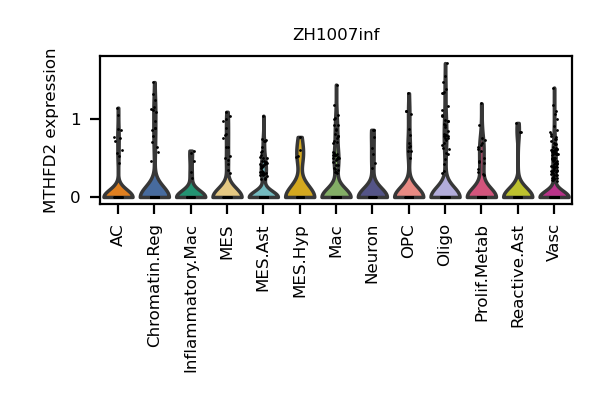 ZH1007inf
MTHFD2 expression
1
0
AC
Chromatin.Reg
Inflammatory.Mac
MES
MES.Ast
MES.Hyp
Mac
Neuron
OPC
Oligo
Prolif.Metab
Reactive.Ast
Vasc